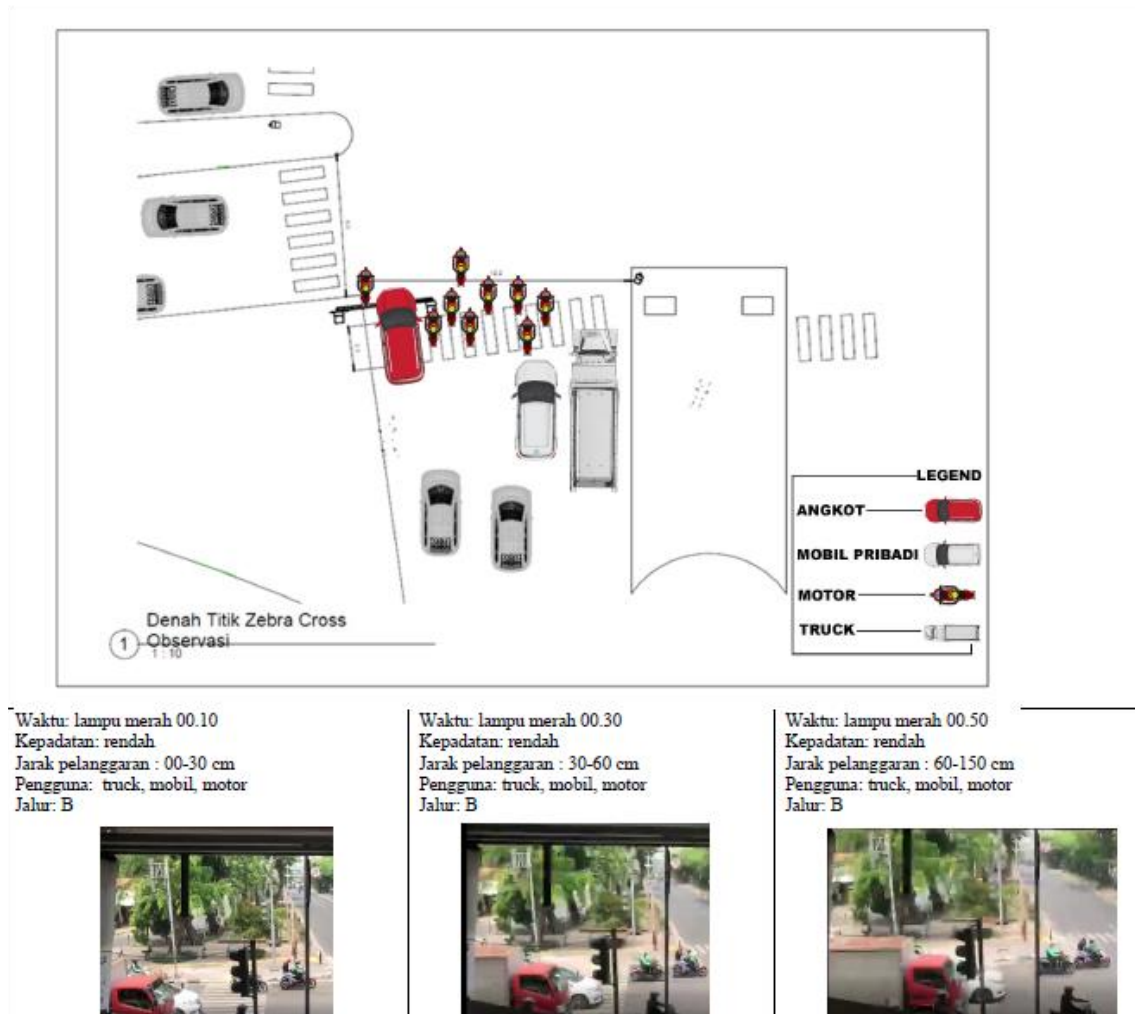 LEGEND
ANGKOT
MOBIL PRIBADI
MOTOR
TRUCK
Denah Titik Zebra Cross
1 Observasi
1 : 10
Waktu: lampu merah 00.10
Kepadatan: rendah
Jarak pelanggaran : 00-30 cm
Pengguna: truck, mobil, motor
Jalur: B
Waktu: lampu merah 00.30
Kepadatan: rendah
Jarak pelanggaran : 30-60 cm
Pengguna: truck, mobil, motor
Jalur: B
Waktu: lampu merah 00.50
Kepadatan: rendah
Jarak pelanggaran : 60-150 cm
Pengguna: truck, mobil, motor
Jalur: B